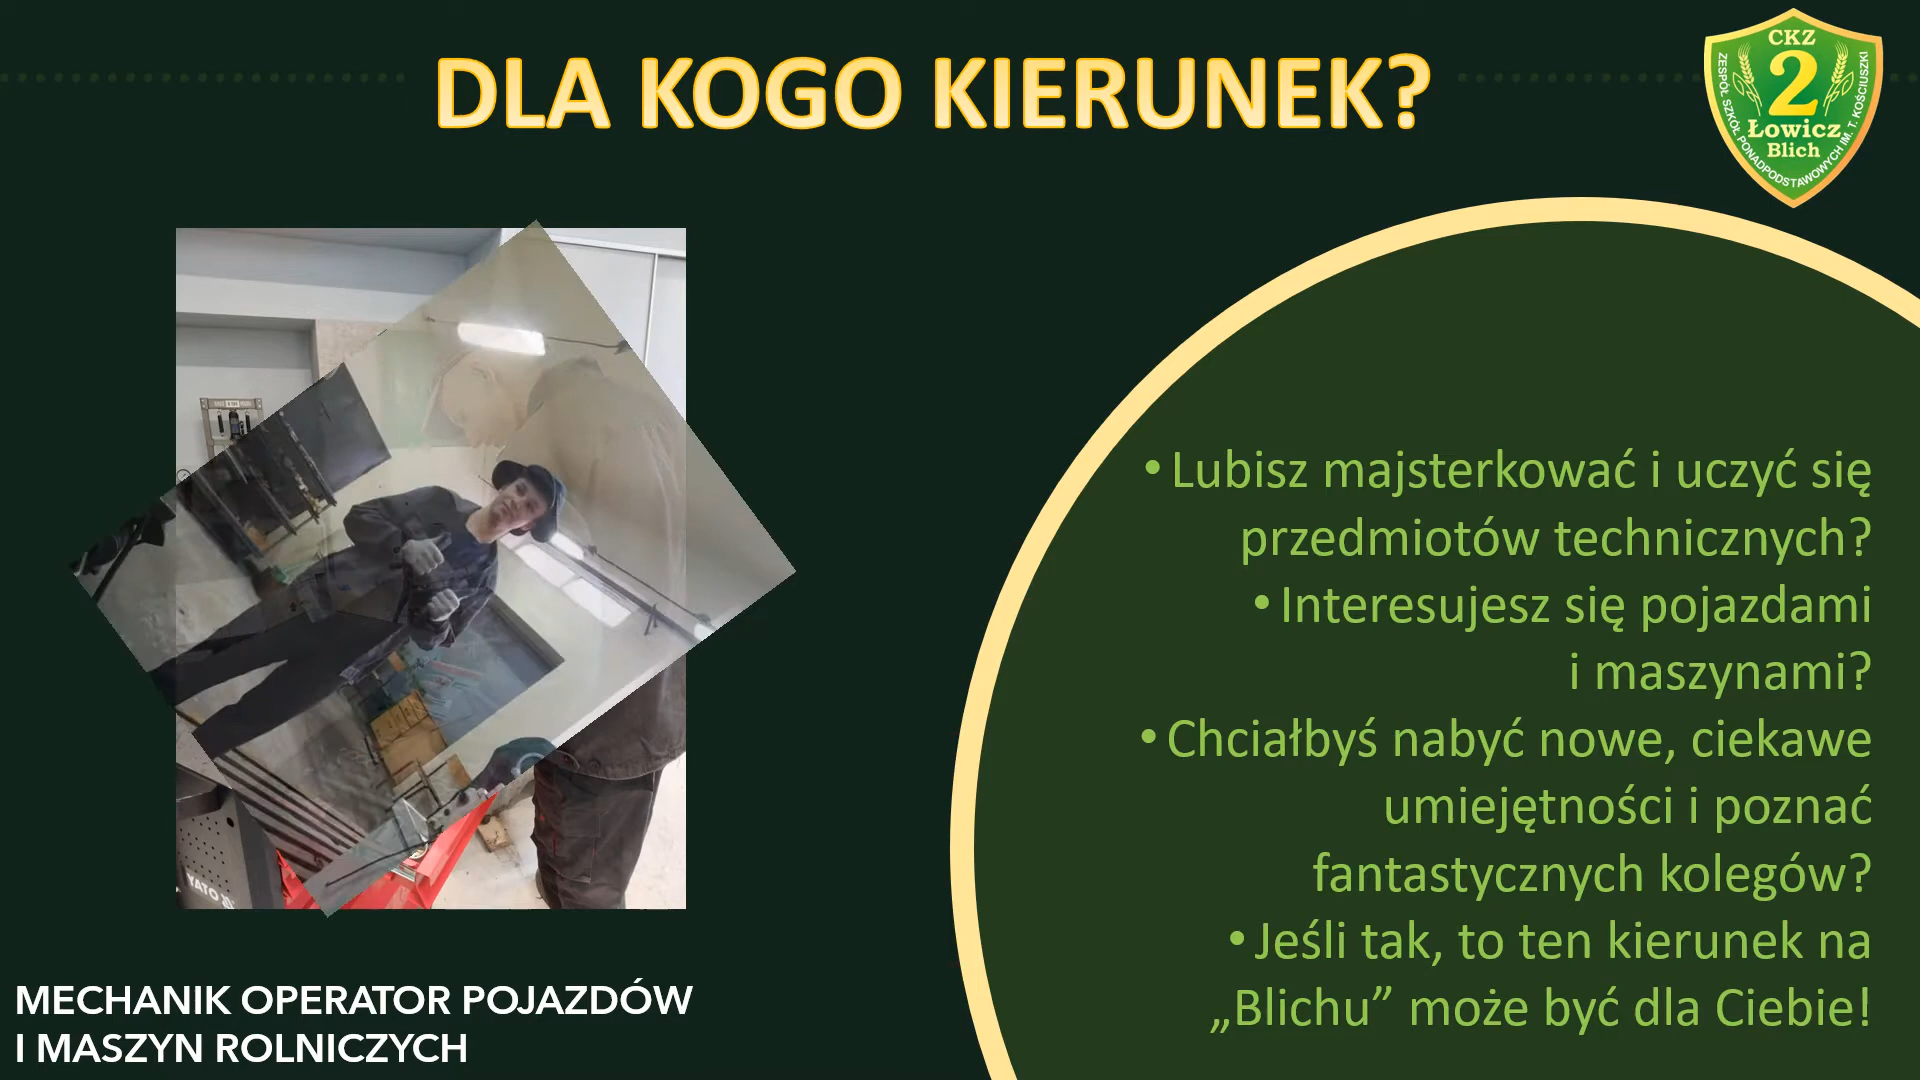 DLA KOGO KIERUNEK?
CKZ
2
Łowicz
Blich
ZESPÓŁ SZKÓŁ PONADPODSTAWOWYCH IM. T. KOŚCIUSZKI
• Lubisz majsterkować i uczyć się
przedmiotów technicznych?
• Interesujesz się pojazdami
i maszynami?
• Chciałbyś nabyć nowe, ciekawe
umiejętności i poznać
fantastycznych kolegów?
• Jeśli tak, to ten kierunek na
„Blichu” może być dla Ciebie!
YATO
MECHANIK OPERATOR POJAZDÓW
I MASZYN ROLNICZYCH